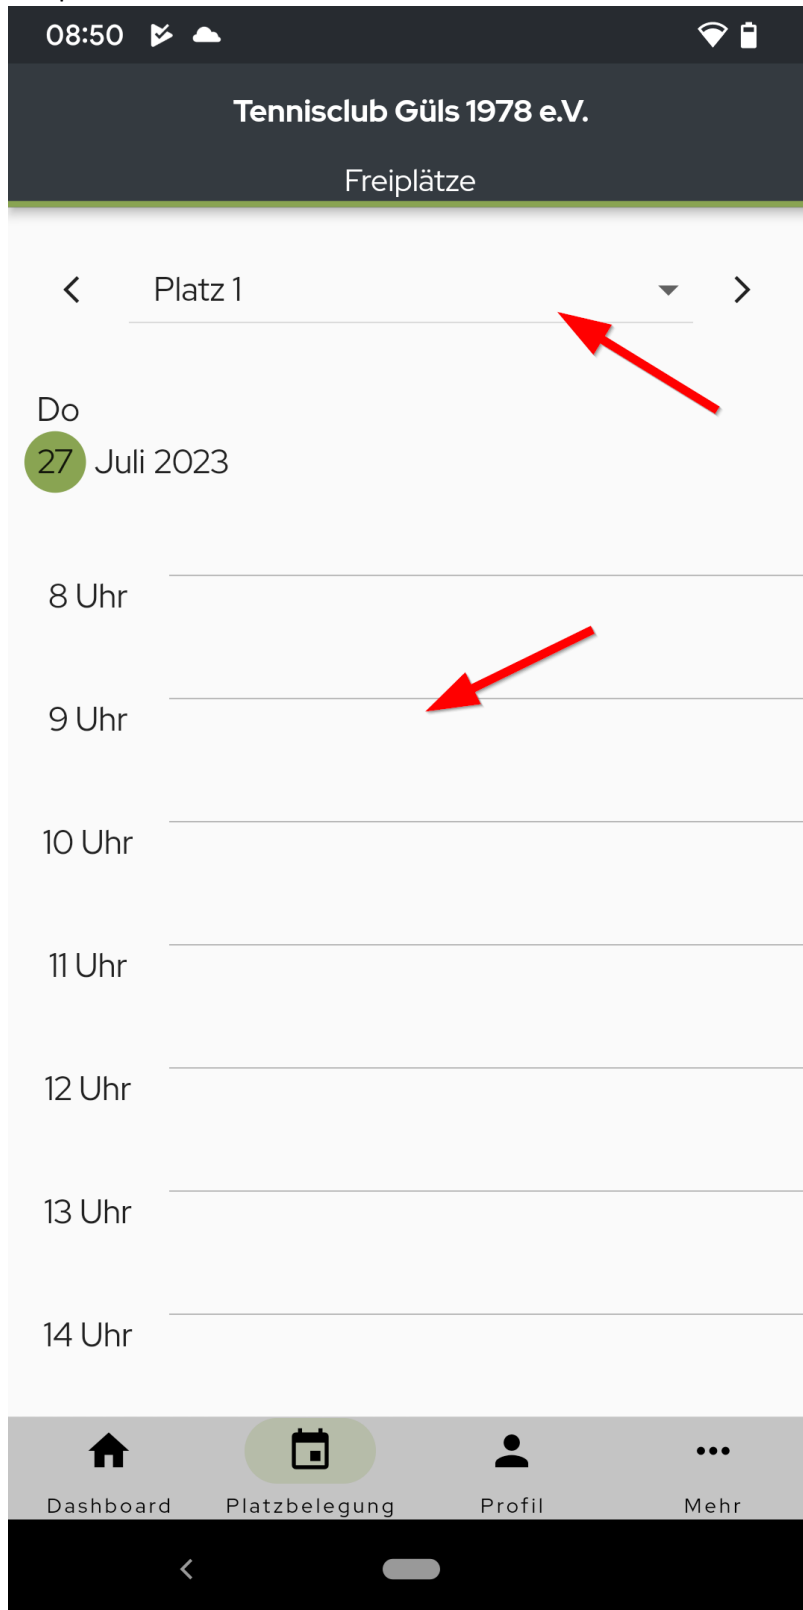 08:50
Tennisclub Güls 1978 e.V.
Freiplätze
Platz 1
Do
27 Juli 2023
8 Uhr
9 Uhr
10 Uhr
11 Uhr
12 Uhr
13 Uhr
14 Uhr
Dashboard Platzbelegung Profil Mehr